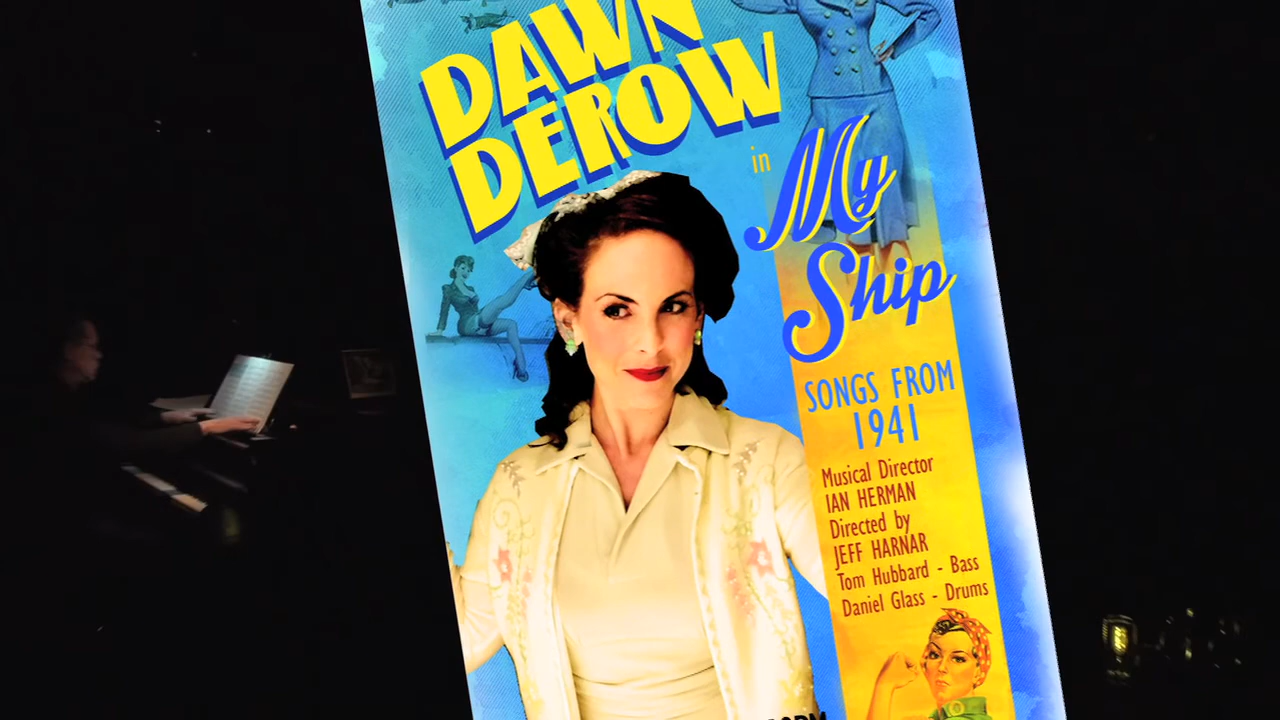 DAWN
DEROW
in
My
Ship
SONGS FROM
1941
Musical Director
IAN HERMAN
Directed by
JEFF HARNAR
Tom Hubbard - Bass
Daniel Glass - Drums